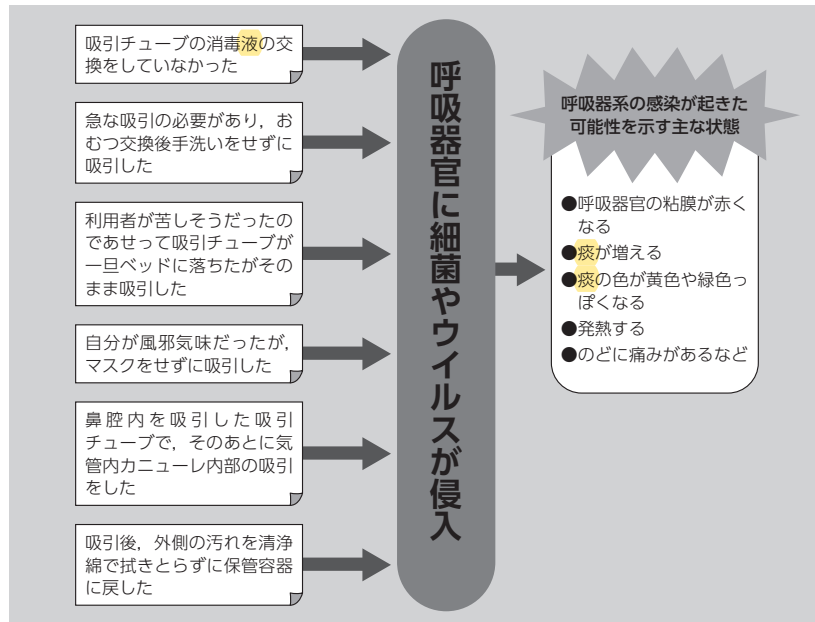 吸引チューブの消毒液の交
換をしていなかった
急な吸引の必要があり，お
むつ交換後手洗いをせずに
吸引した
利用者が苦しそうだったの
であせって吸引チューブが
一旦ベッドに落ちたがその
まま吸引した
自分が風邪気味だったが，
マスクをせずに吸引した
鼻腔内を吸引した吸引
チューブで，そのあとに気
管内カニューレ内部の吸引
をした
吸引後，外側の汚れを清浄
綿で拭きとらずに保管容器
に戻した
呼吸器官に細菌やウイルスが侵入
呼吸器系の感染が起きた
可能性を示す主な状態
●呼吸器官の粘膜が赤く
なる
●痰が増える
●痰の色が黄色や緑色っ
ぽくなる
●発熱する
●のどに痛みがあるなど